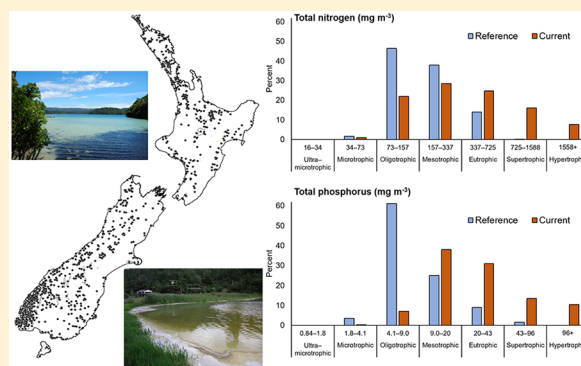 Total nitrogen (mg m-3)
60
50
40
30
20
10
0
Percent
Reference
Current
16–34
34–73
73–157
157–337
337–725
725–1588
1558+
Ultra–
microtrophic
Microtrophic
Oligotrophic
Mesotrophic
Eutrophic
Supertrophic
Hypertrophic
Total phosphorus (mg m-3)
60
50
40
30
20
10
0
Percent
Reference
Current
0.84–1.8
1.8–4.1
4.1–9.0
9.0–20
20–43
43–96
96+
Ultra–
microtrophic
Microtrophic
Oligotrophic
Mesotrophic
Eutrophic
Supertrophic
Hypertrophic